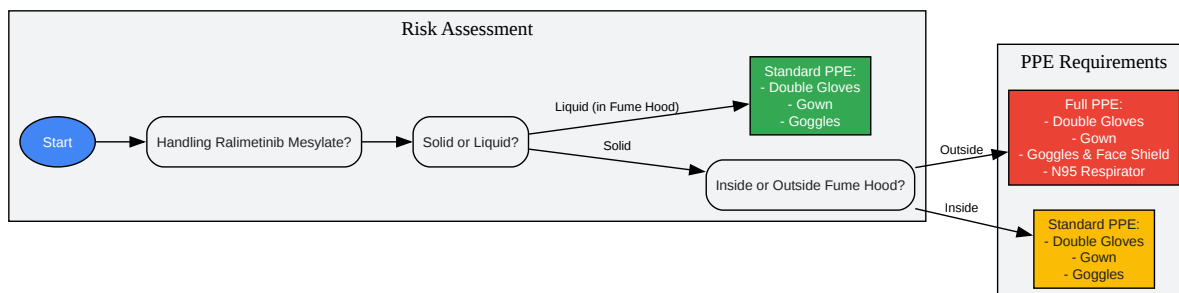 Risk Assessment
Start
Handling Ralimetinib Mesylate?
Solid or Liquid?
Liquid (in Fume Hood)
Solid
Standard PPE:
- Double Gloves
- Gown
- Goggles
Inside or Outside Fume Hood?
Outside
Inside
PPE Requirements
Full PPE:
- Double Gloves
- Gown
- Goggles & Face Shield
- N95 Respirator
Standard PPE:
- Double Gloves
- Gown
- Goggles